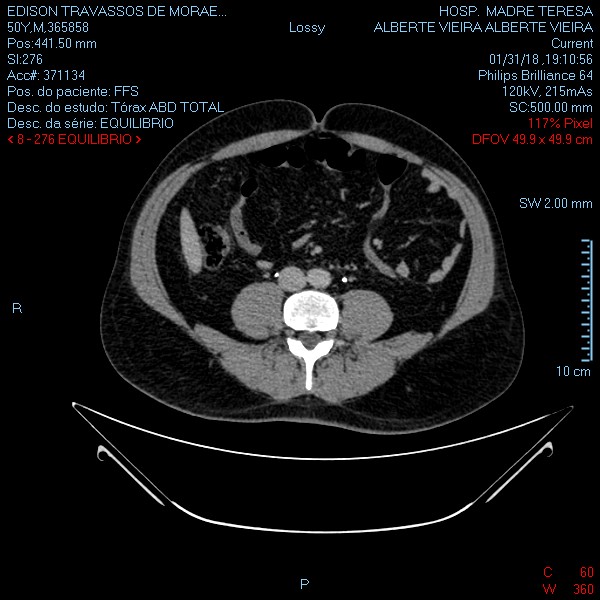 EDISON TRAVASSOS DE MORAE...
50Y,M,365858
Pos:441.50 mm
Sl:276
Acc#: 371134
Pos. do paciente: FFS
Desc. do estudo: Tórax ABD TOTAL
Desc. da série: EQUILIBRIO
< 8 - 276 EQUILIBRIO >
Lossy
HOSP. MADRE TERESA
ALBERTE VIEIRA ALBERTE VIEIRA
Current
01/31/18 ,19:10:56
Philips Brilliance 64
120kV, 215mAs
SC:500.00 mm
117% Pixel
DFOV 49.9 x 49.9 cm
SW 2.00 mm
R
10 cm
P
C 60
W 360